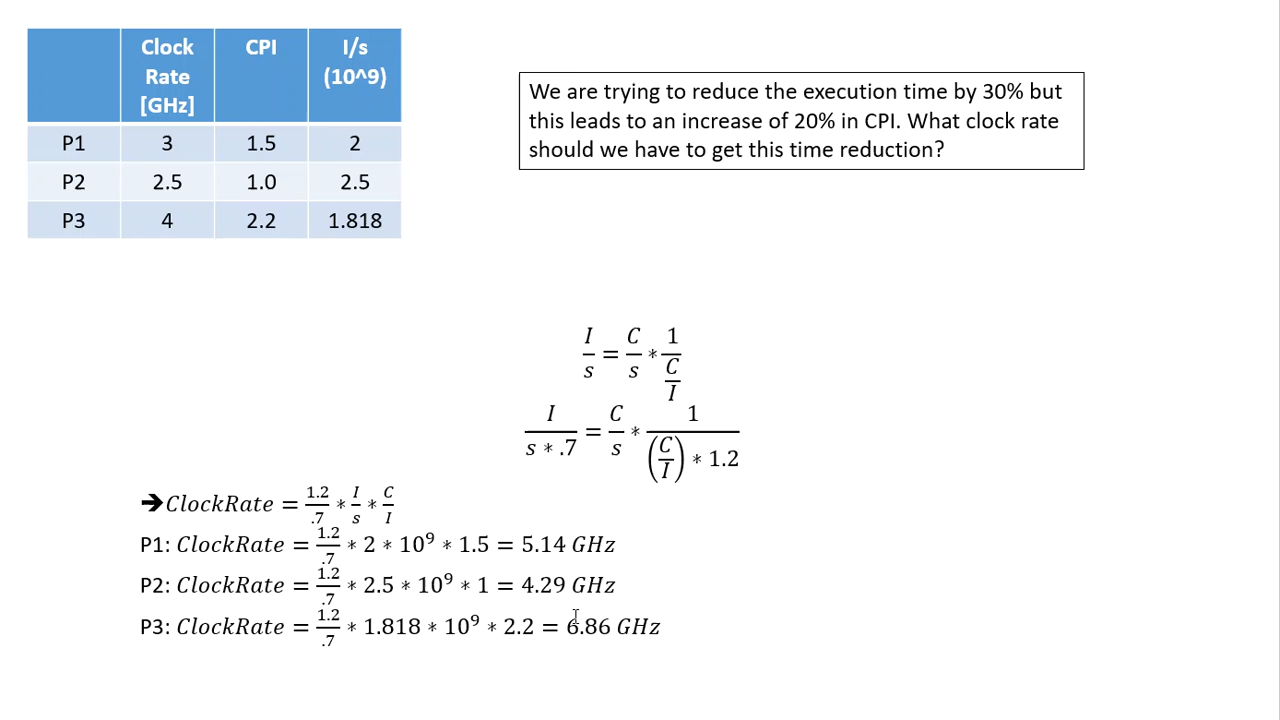 Clock Rate [GHz] CPI I/s (10^9)
P1 3 1.5 2
P2 2.5 1.0 2.5
P3 4 2.2 1.818
We are trying to reduce the execution time by 30% but
this leads to an increase of 20% in CPI. What clock rate
should we have to get this time reduction?
I/s = C/s * 1/(C/I)
I/(s * .7) = C/s * 1/((C/I) * 1.2)
➔ClockRate = 1.2/.7 * I/s * C/I
P1: ClockRate = 1.2/.7 * 2 * 10^9 * 1.5 = 5.14 GHz
P2: ClockRate = 1.2/.7 * 2.5 * 10^9 * 1 = 4.29 GHz
P3: ClockRate = 1.2/.7 * 1.818 * 10^9 * 2.2 = 6.86 GHz